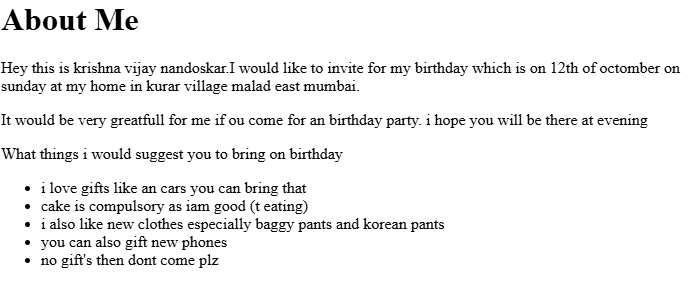 About Me
Hey this is krishna vijay nandoskar.I would like to invite for my birthday which is on 12th of octomber on
sunday at my home in kurar village malad east mumbai.
It would be very greatfull for me if ou come for an birthday party. i hope you will be there at evening
What things i would suggest you to bring on birthday
• i love gifts like an cars you can bring that
• cake is compulsory as iam good (t eating)
• i also like new clothes especially baggy pants and korean pants
• you can also gift new phones
• no gift's then dont come plz